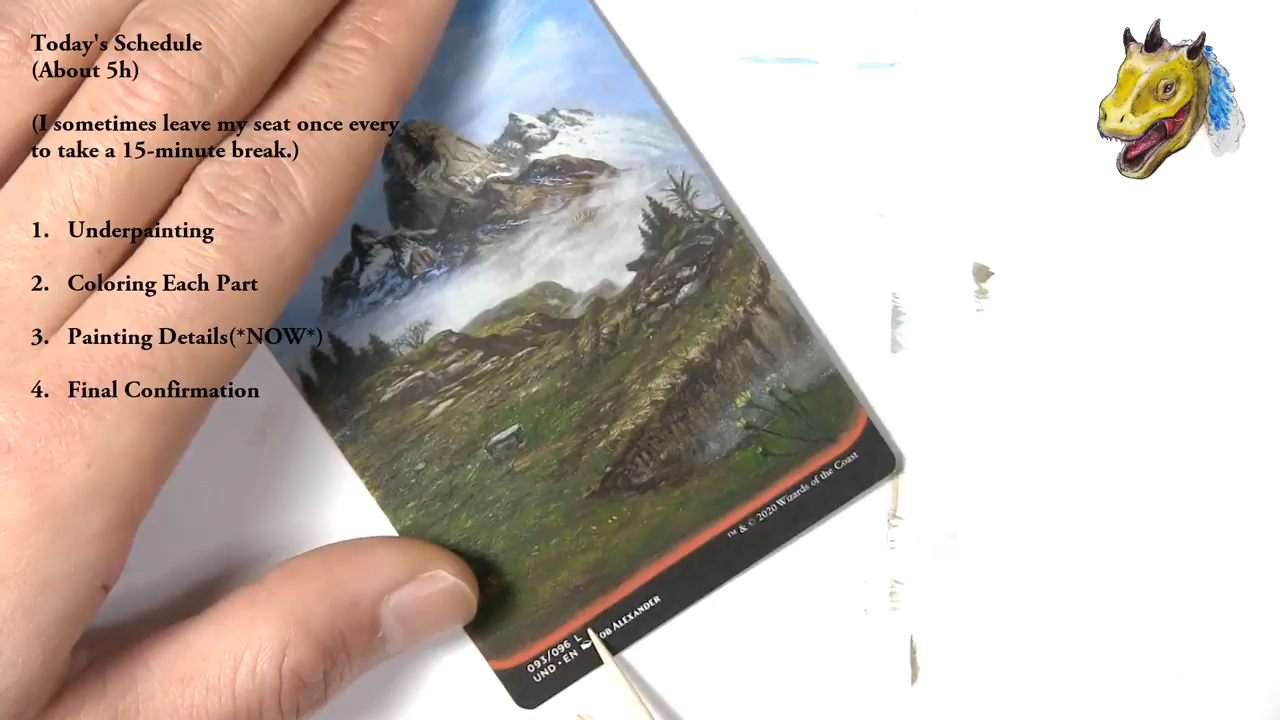 Today's Schedule
(About 5h)
(I sometimes leave my seat once every
to take a 15-minute break.)
1. Underpainting
2. Coloring Each Part
3. Painting Details(*NOW*)
4. Final Confirmation
™ & © 2020 Wizards of the Coast
093/096 L
UND • EN OB ALEXANDER